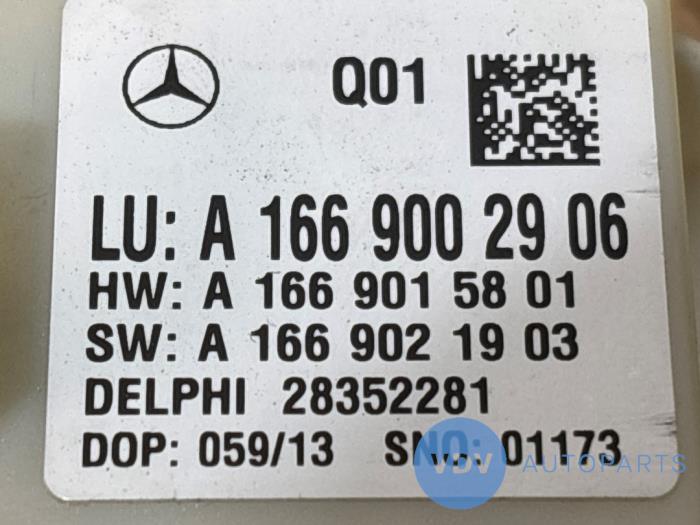 Q01
LU: A 166 900 29 06
HW: A 166 901 58 01
SW: A 166 902 19 03
DELPHI 28352281
DOP: 059/13 SNO: 01173
VDV AUTOPARTS